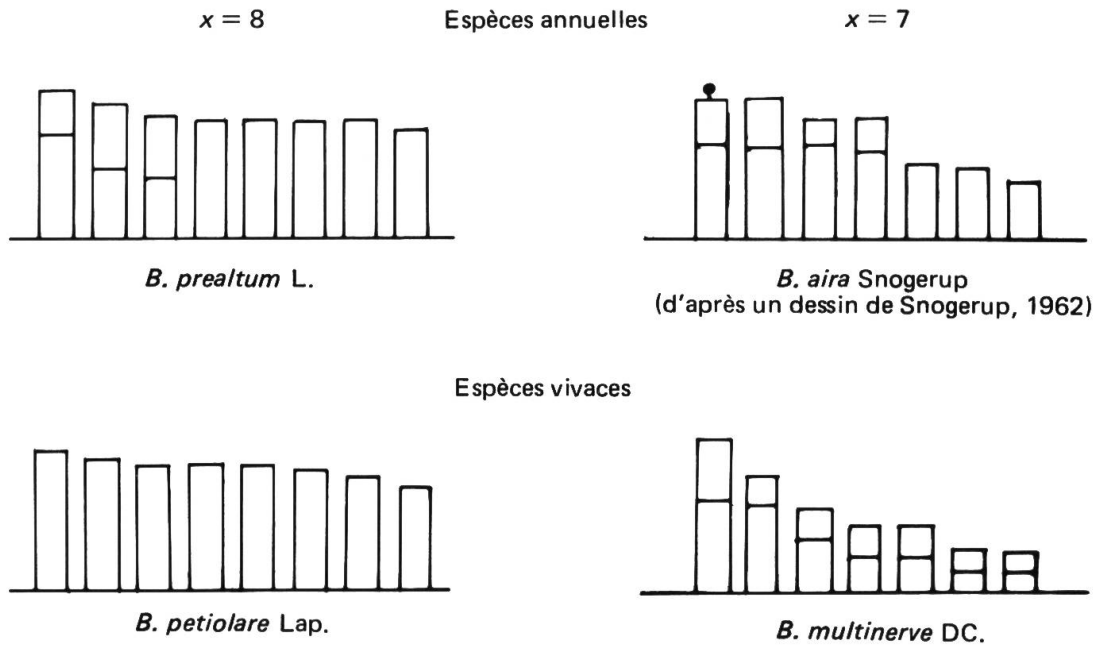 x = 8
Espèces annuelles
x = 7
B. prealtum L.
B. aira Snogerup
(d'après un dessin de Snogerup, 1962)
Espèces vivaces
B. petiolare Lap.
B. multinerve DC.